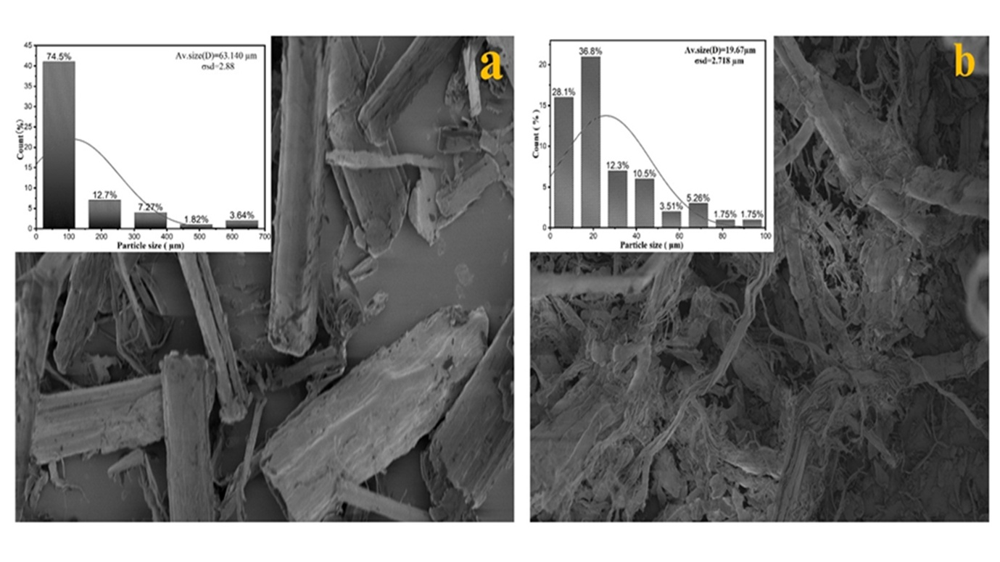 a
Av.size(D)=63.140 µm
σsd=2.88
74.5%
12.7%
7.27%
1.82%
3.64%
Count(%)
45
40
35
30
25
20
15
10
5
0
0 100 200 300 400 500 600 700
Particle size ( µm)
b
Av.size(D)=19.67µm
σsd=2.718 µm
36.8%
28.1%
12.3%
10.5%
3.51%
5.26%
1.75%
1.75%
Count ( % )
20
15
10
5
0
0 20 40 60 80 100
Particle size ( µm)